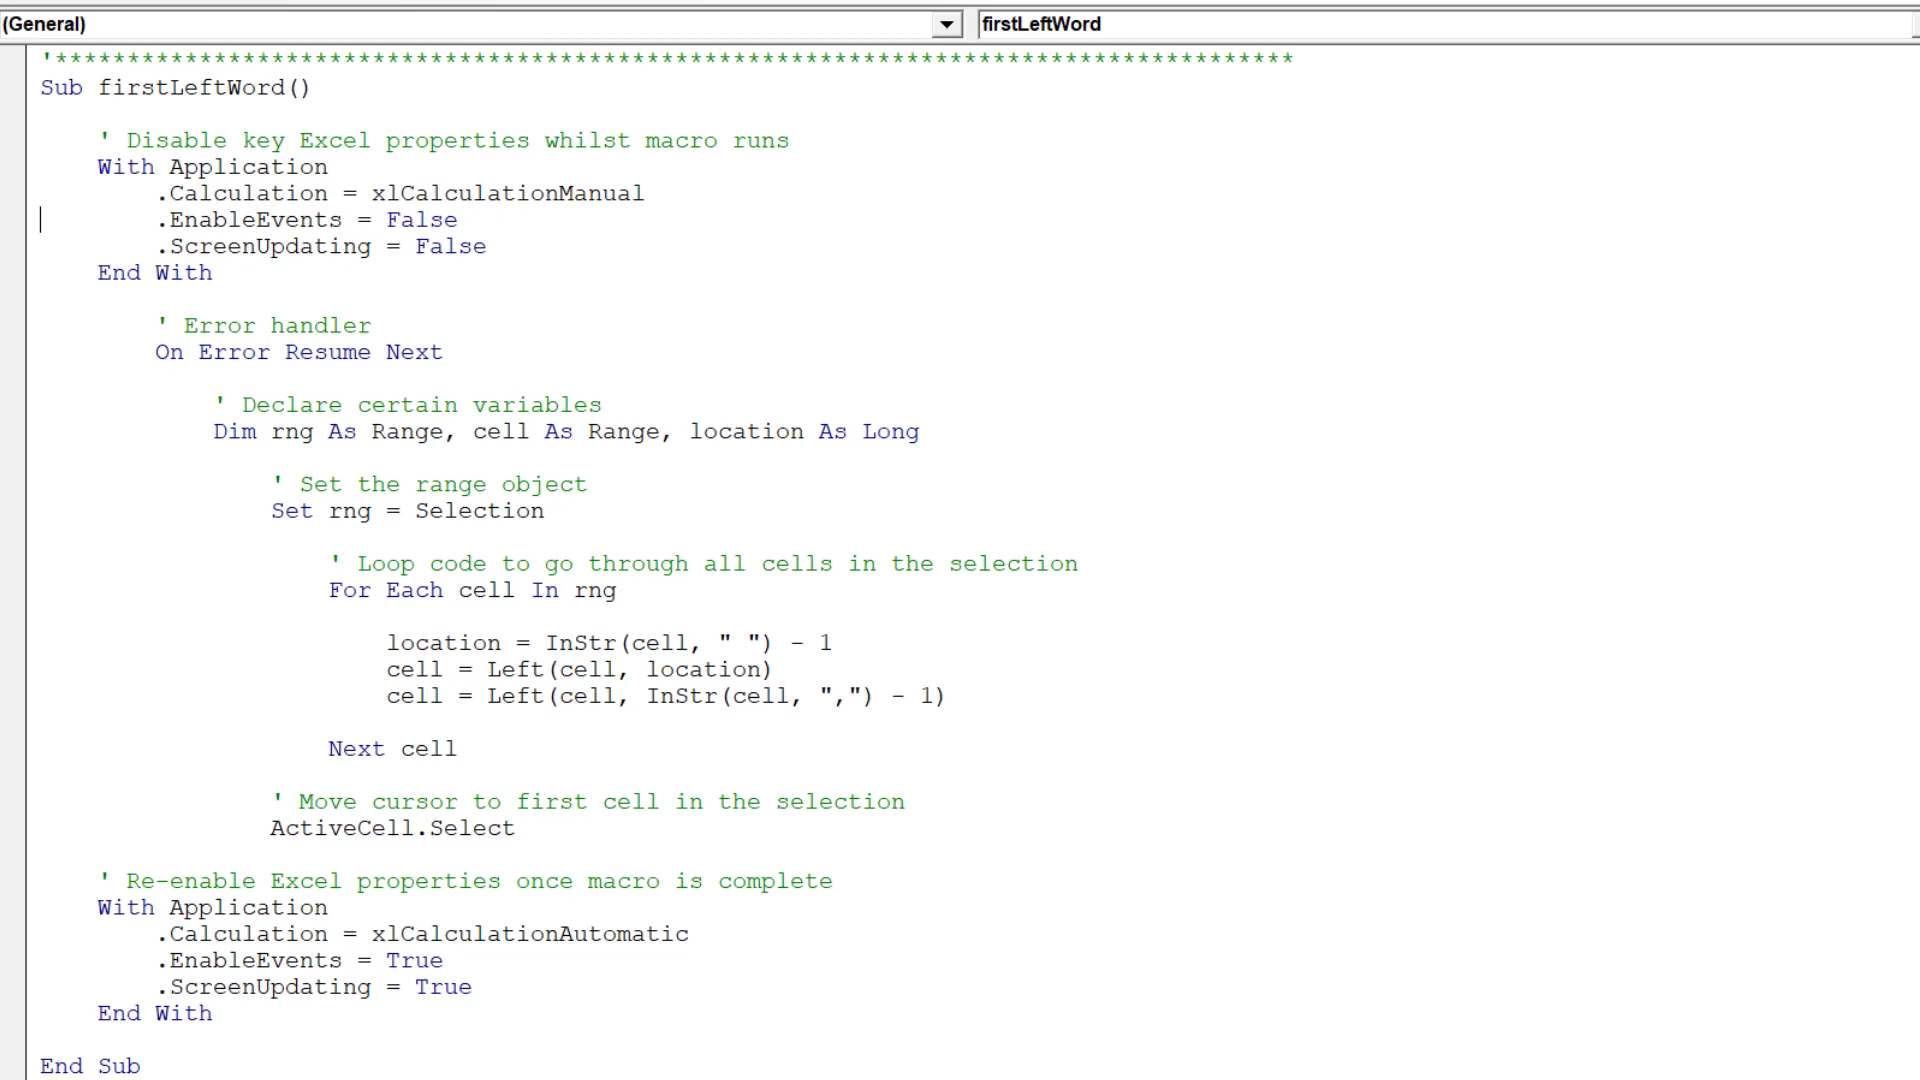 (General) firstLeftWord
'**************************************************************************************
Sub firstLeftWord()
' Disable key Excel properties whilst macro runs
With Application
.Calculation = xlCalculationManual
.EnableEvents = False
.ScreenUpdating = False
End With
' Error handler
On Error Resume Next
' Declare certain variables
Dim rng As Range, cell As Range, location As Long
' Set the range object
Set rng = Selection
' Loop code to go through all cells in the selection
For Each cell In rng
location = InStr(cell, " ") - 1
cell = Left(cell, location)
cell = Left(cell, InStr(cell, ",") - 1)
Next cell
' Move cursor to first cell in the selection
ActiveCell.Select
' Re-enable Excel properties once macro is complete
With Application
.Calculation = xlCalculationAutomatic
.EnableEvents = True
.ScreenUpdating = True
End With
End Sub